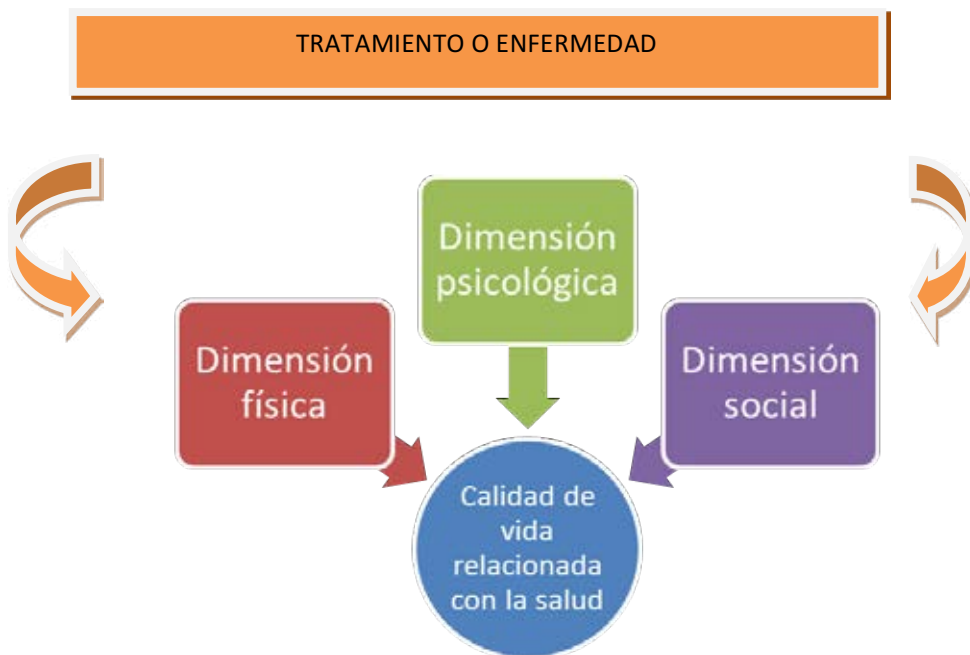 TRATAMIENTO O ENFERMEDAD
Dimensión
psicológica
Dimensión
física
Dimensión
social
Calidad de
vida
relacionada
con la salud